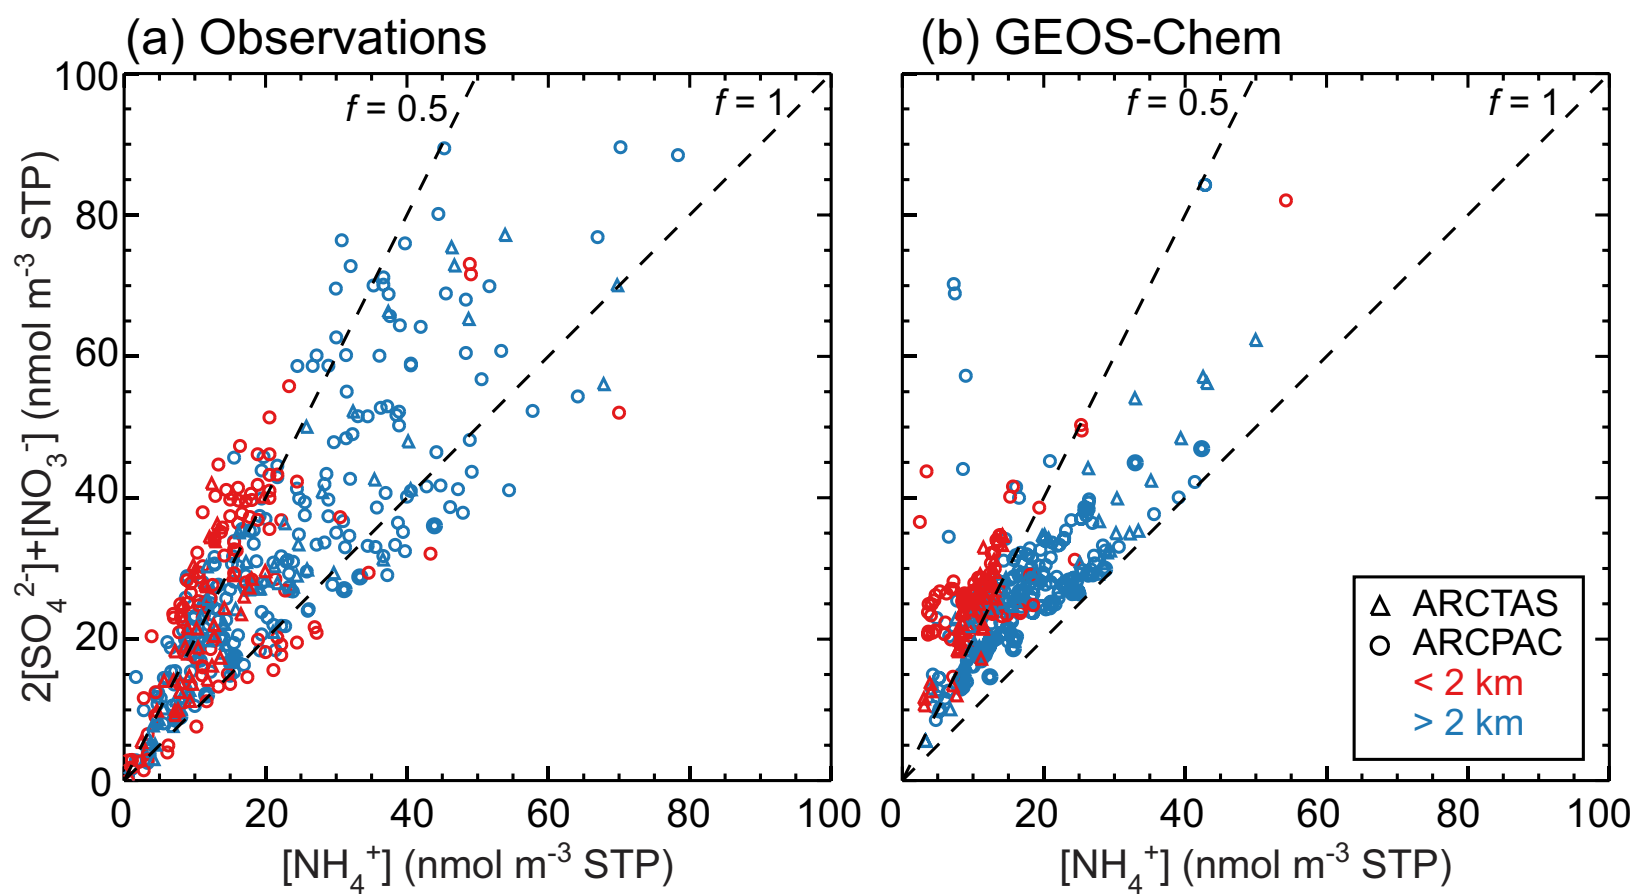 (a) Observations
(b) GEOS-Chem
f = 0.5
f = 1
f = 0.5
f = 1
100
80
60
40
20
0
2[SO₄²⁻]+[NO₃⁻] (nmol m⁻³ STP)
ARCTAS
ARCPAC
< 2 km
> 2 km
0 20 40 60 80 100
0 20 40 60 80 100
[NH₄⁺] (nmol m⁻³ STP)
[NH₄⁺] (nmol m⁻³ STP)